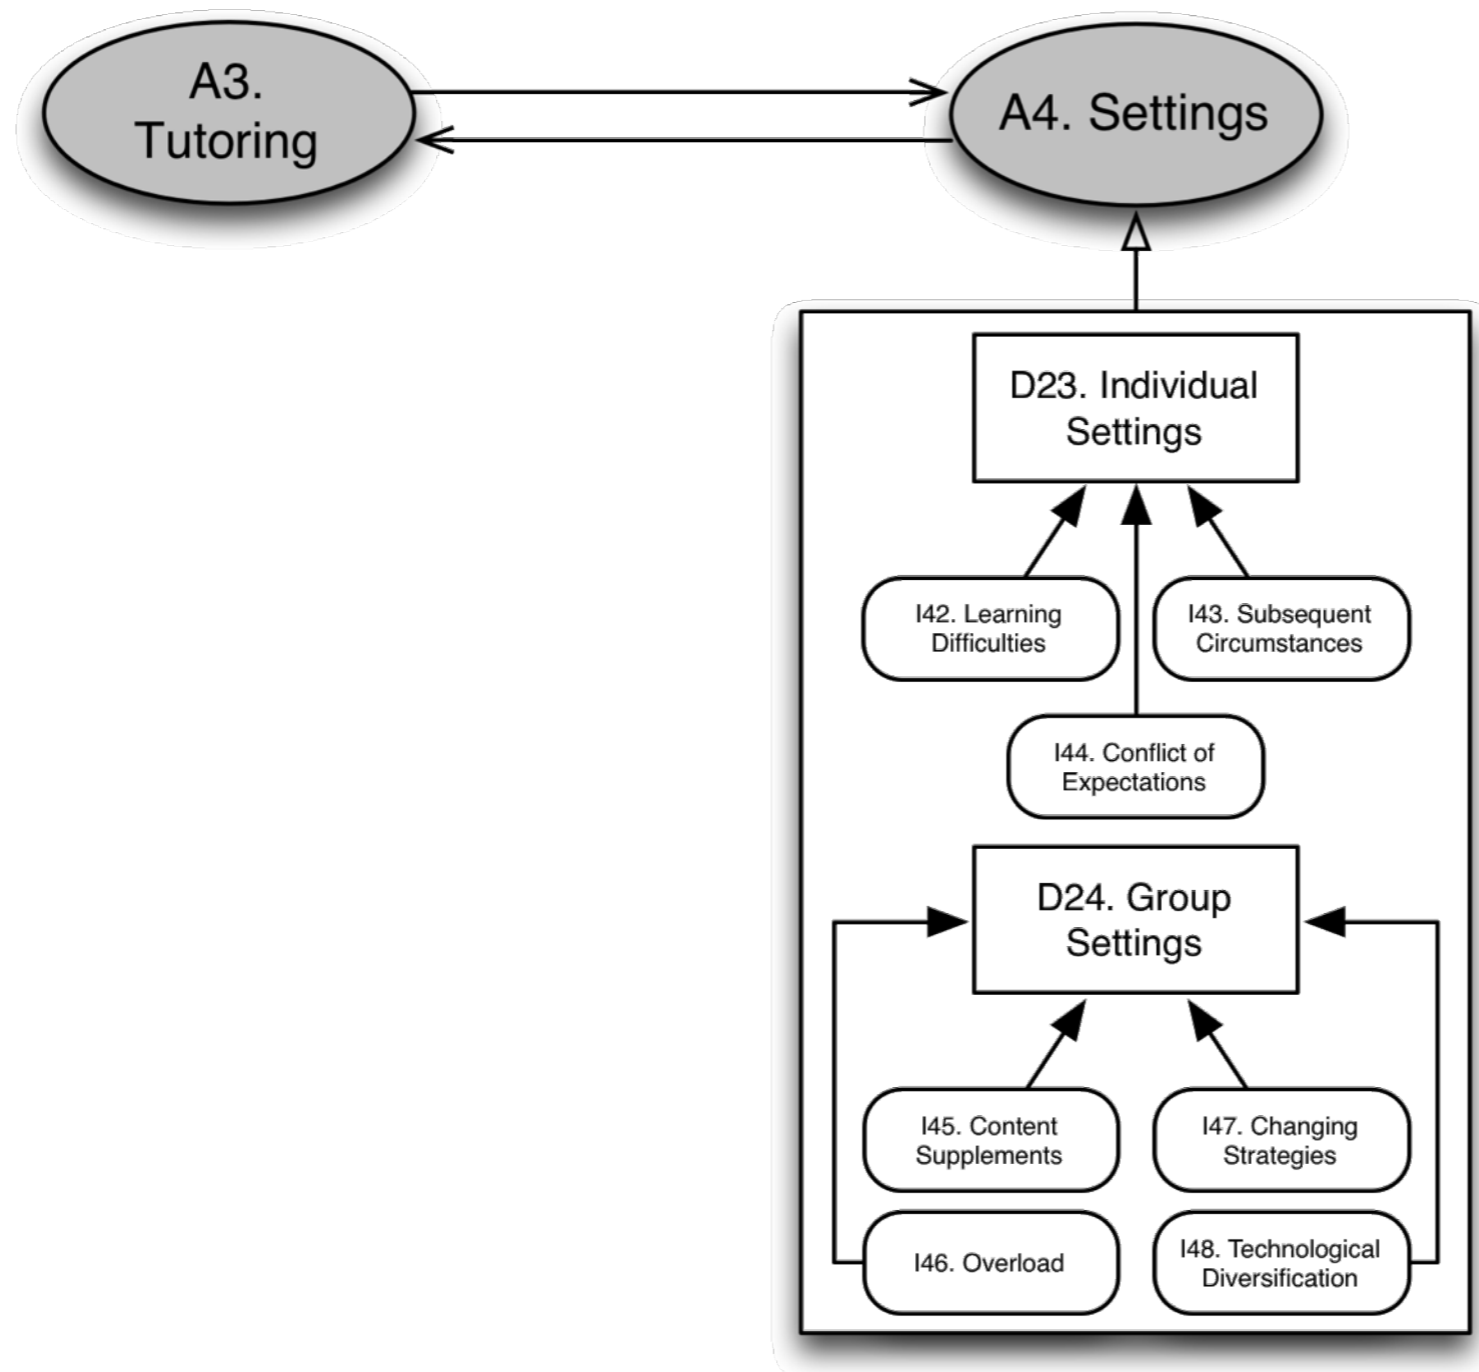 A3.
Tutoring
A4. Settings
D23. Individual
Settings
I42. Learning
Difficulties
I43. Subsequent
Circumstances
I44. Conflict of
Expectations
D24. Group
Settings
I45. Content
Supplements
I47. Changing
Strategies
I46. Overload
I48. Technological
Diversification